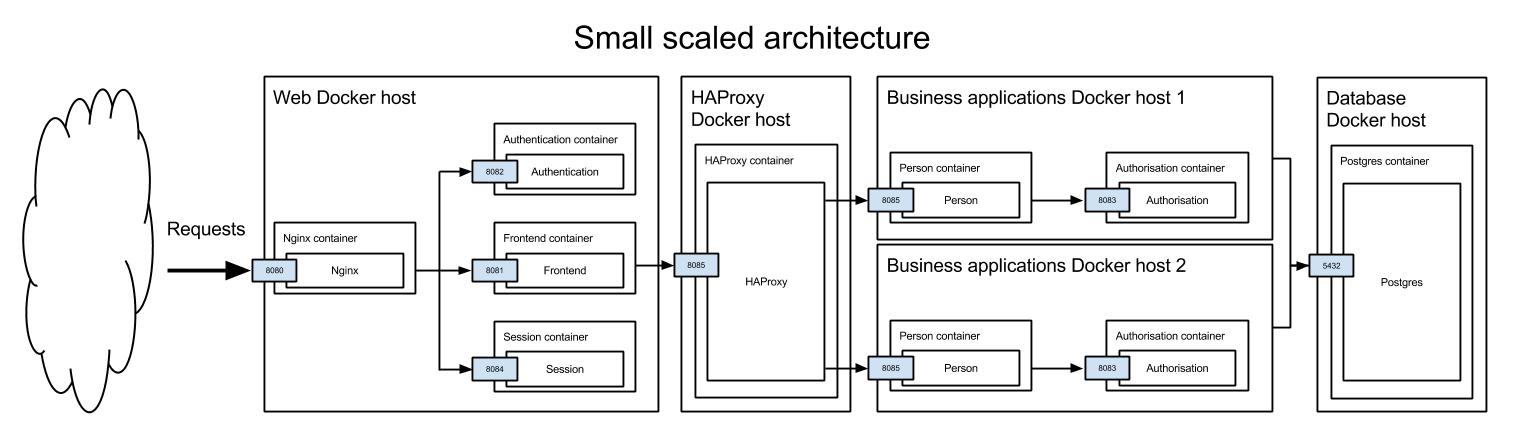 Small scaled architecture
Requests
Web Docker host
Nginx container
8080
Nginx
Authentication container
8082
Authentication
Frontend container
8081
Frontend
Session container
8084
Session
HAProxy
Docker host
HAProxy container
8085
HAProxy
Business applications Docker host 1
Person container
8085
Person
Authorisation container
8083
Authorisation
Business applications Docker host 2
Person container
8085
Person
Authorisation container
8083
Authorisation
Database
Docker host
Postgres container
5432
Postgres